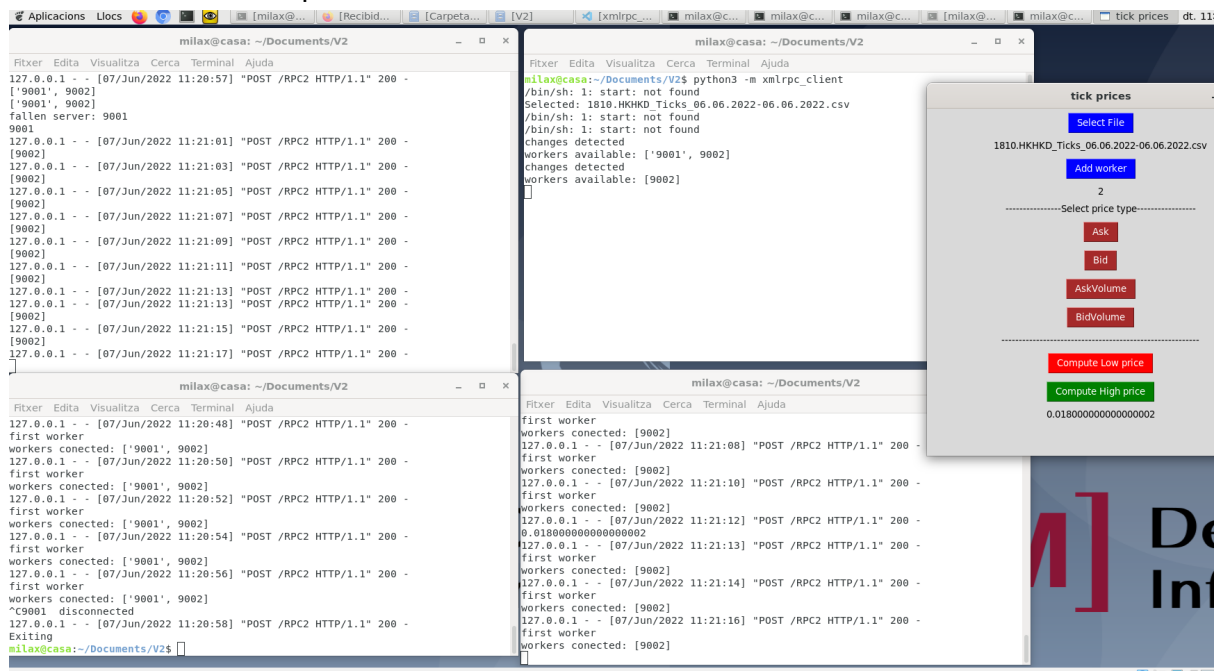 Aplicacions Llocs [milax@... [Recibid... [Carpeta... [V2] [xmlrpc_... milax@c... milax@c... milax@c... [milax@... milax@c... tick prices dt. 118
milax@casa: ~/Documents/V2
Fitxer Edita Visualitza Cerca Terminal Ajuda
127.0.0.1 - - [07/Jun/2022 11:20:57] "POST /RPC2 HTTP/1.1" 200 -
['9001', 9002]
['9001', 9002]
fallen server: 9001
9001
127.0.0.1 - - [07/Jun/2022 11:21:01] "POST /RPC2 HTTP/1.1" 200 -
[9002]
127.0.0.1 - - [07/Jun/2022 11:21:03] "POST /RPC2 HTTP/1.1" 200 -
[9002]
127.0.0.1 - - [07/Jun/2022 11:21:05] "POST /RPC2 HTTP/1.1" 200 -
[9002]
127.0.0.1 - - [07/Jun/2022 11:21:07] "POST /RPC2 HTTP/1.1" 200 -
[9002]
127.0.0.1 - - [07/Jun/2022 11:21:09] "POST /RPC2 HTTP/1.1" 200 -
[9002]
127.0.0.1 - - [07/Jun/2022 11:21:11] "POST /RPC2 HTTP/1.1" 200 -
[9002]
127.0.0.1 - - [07/Jun/2022 11:21:13] "POST /RPC2 HTTP/1.1" 200 -
127.0.0.1 - - [07/Jun/2022 11:21:13] "POST /RPC2 HTTP/1.1" 200 -
[9002]
127.0.0.1 - - [07/Jun/2022 11:21:15] "POST /RPC2 HTTP/1.1" 200 -
[9002]
127.0.0.1 - - [07/Jun/2022 11:21:17] "POST /RPC2 HTTP/1.1" 200 -
milax@casa: ~/Documents/V2
Fitxer Edita Visualitza Cerca Terminal Ajuda
milax@casa:~/Documents/V2$ python3 -m xmlrpc_client
/bin/sh: 1: start: not found
Selected: 1810.HKHKD_Ticks_06.06.2022-06.06.2022.csv
/bin/sh: 1: start: not found
/bin/sh: 1: start: not found
changes detected
workers available: ['9001', 9002]
changes detected
workers available: [9002]
tick prices
Select File
1810.HKHKD_Ticks_06.06.2022-06.06.2022.csv
Add worker
2
----------------Select price type-----------------
Ask
Bid
AskVolume
BidVolume
---------------------------------------------------------
Compute Low price
Compute High price
0.018000000000000002
milax@casa: ~/Documents/V2
Fitxer Edita Visualitza Cerca Terminal Ajuda
127.0.0.1 - - [07/Jun/2022 11:20:48] "POST /RPC2 HTTP/1.1" 200 -
first worker
workers conected: ['9001', 9002]
127.0.0.1 - - [07/Jun/2022 11:20:50] "POST /RPC2 HTTP/1.1" 200 -
first worker
workers conected: ['9001', 9002]
127.0.0.1 - - [07/Jun/2022 11:20:52] "POST /RPC2 HTTP/1.1" 200 -
first worker
workers conected: ['9001', 9002]
127.0.0.1 - - [07/Jun/2022 11:20:54] "POST /RPC2 HTTP/1.1" 200 -
first worker
workers conected: ['9001', 9002]
127.0.0.1 - - [07/Jun/2022 11:20:56] "POST /RPC2 HTTP/1.1" 200 -
first worker
workers conected: ['9001', 9002]
^C9001 disconnected
127.0.0.1 - - [07/Jun/2022 11:20:58] "POST /RPC2 HTTP/1.1" 200 -
Exiting
milax@casa:~/Documents/V2$
milax@casa: ~/Documents/V2
Fitxer Edita Visualitza Cerca Terminal Ajuda
first worker
workers conected: [9002]
127.0.0.1 - - [07/Jun/2022 11:21:08] "POST /RPC2 HTTP/1.1" 200 -
first worker
workers conected: [9002]
127.0.0.1 - - [07/Jun/2022 11:21:10] "POST /RPC2 HTTP/1.1" 200 -
first worker
workers conected: [9002]
127.0.0.1 - - [07/Jun/2022 11:21:12] "POST /RPC2 HTTP/1.1" 200 -
0.018000000000000002
127.0.0.1 - - [07/Jun/2022 11:21:13] "POST /RPC2 HTTP/1.1" 200 -
first worker
workers conected: [9002]
127.0.0.1 - - [07/Jun/2022 11:21:14] "POST /RPC2 HTTP/1.1" 200 -
first worker
workers conected: [9002]
127.0.0.1 - - [07/Jun/2022 11:21:16] "POST /RPC2 HTTP/1.1" 200 -
first worker
workers conected: [9002]
M] De
Inf